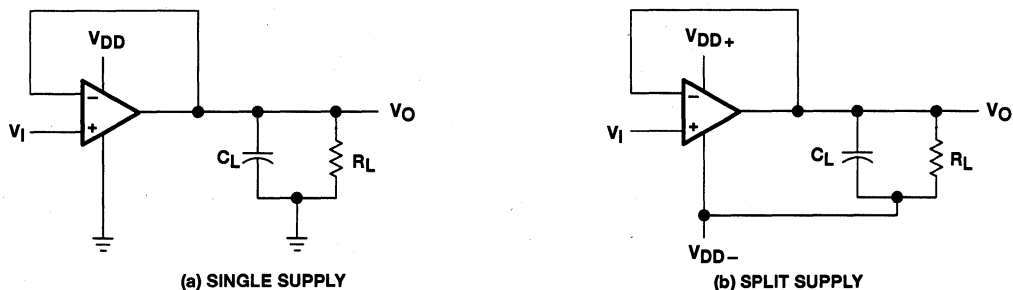 VDD
−
+
VI
VO
CL
RL
(a) SINGLE SUPPLY
VDD+
−
+
VI
VO
CL
RL
VDD−
(b) SPLIT SUPPLY